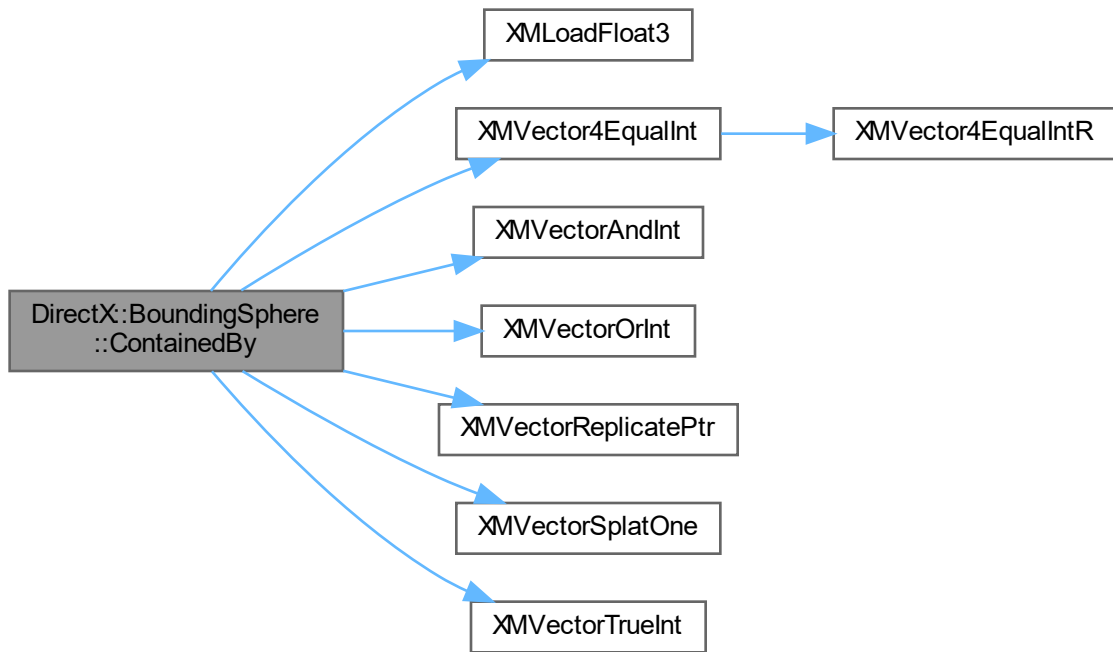 XMLoadFloat3
XMVector4EqualInt
XMVector4EqualIntR
XMVectorAndInt
DirectX::BoundingSphere
::ContainedBy
XMVectorOrInt
XMVectorReplicatePtr
XMVectorSplatOne
XMVectorTrueInt